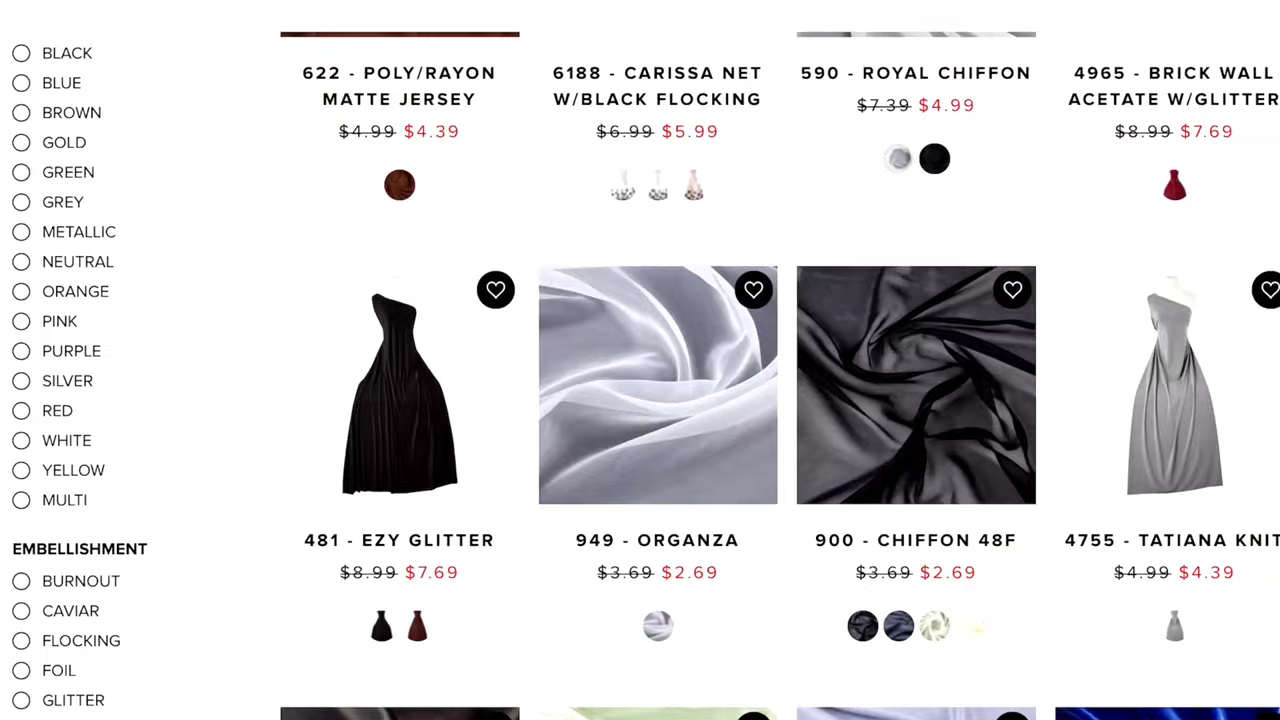 BLACK
BLUE
BROWN
GOLD
GREEN
GREY
METALLIC
NEUTRAL
ORANGE
PINK
PURPLE
SILVER
RED
WHITE
YELLOW
MULTI
EMBELLISHMENT
BURNOUT
CAVIAR
FLOCKING
FOIL
GLITTER
622 - POLY/RAYON
MATTE JERSEY
$4.99 $4.39
6188 - CARISSA NET
W/BLACK FLOCKING
$6.99 $5.99
590 - ROYAL CHIFFON
$7.39 $4.99
4965 - BRICK WALL
ACETATE W/GLITTER
$8.99 $7.69
481 - EZY GLITTER
$8.99 $7.69
949 - ORGANZA
$3.69 $2.69
900 - CHIFFON 48F
$3.69 $2.69
4755 - TATIANA KNIT
$4.99 $4.39